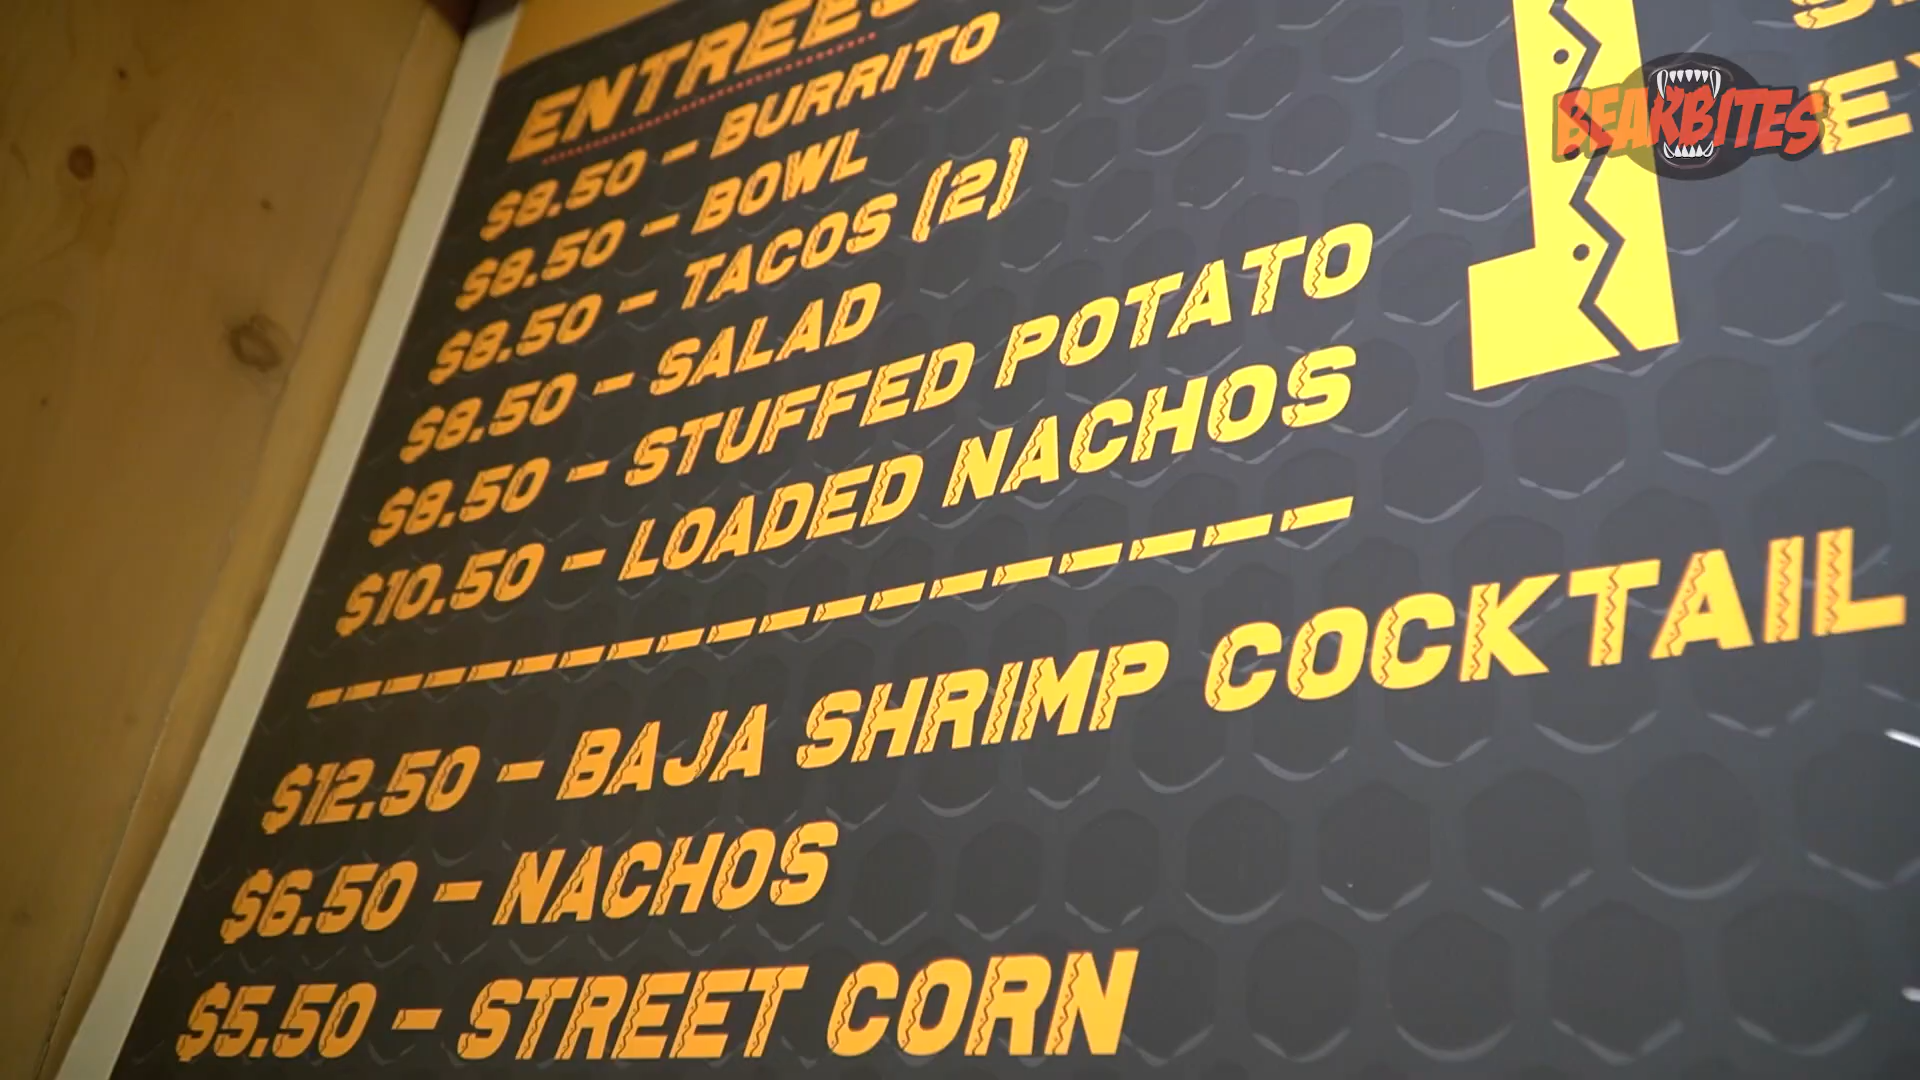 ENTREES
$8.50 - BURRITO
$8.50 - BOWL
$8.50 - TACOS (2)
$8.50 - SALAD
$8.50 - STUFFED POTATO
$10.50 - LOADED NACHOS
$12.50 - BAJA SHRIMP COCKTAIL
$6.50 - NACHOS
$5.50 - STREET CORN
BEARBITES